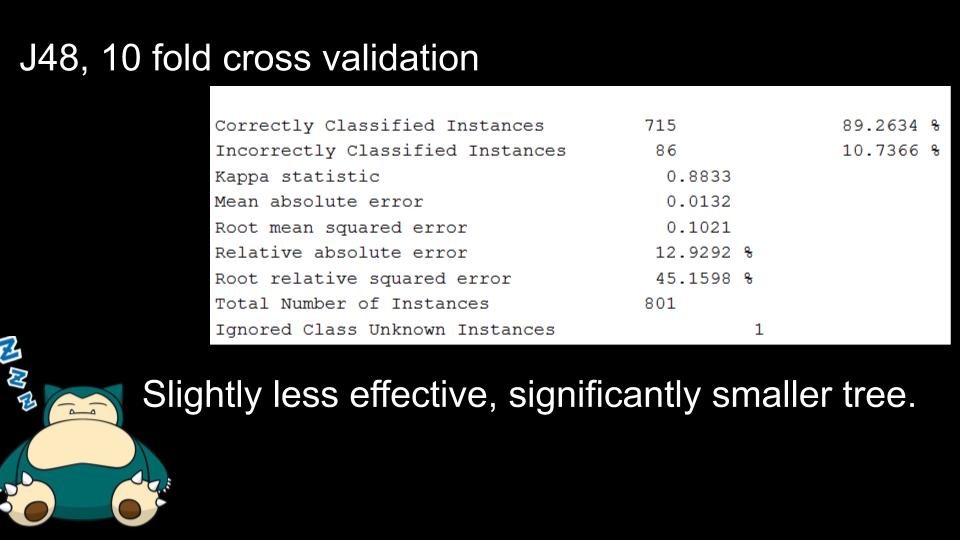 J48, 10 fold cross validation
Correctly Classified Instances 715 89.2634 %
Incorrectly Classified Instances 86 10.7366 %
Kappa statistic 0.8833
Mean absolute error 0.0132
Root mean squared error 0.1021
Relative absolute error 12.9292 %
Root relative squared error 45.1598 %
Total Number of Instances 801
Ignored Class Unknown Instances 1
Z
Z
Z
Slightly less effective, significantly smaller tree.